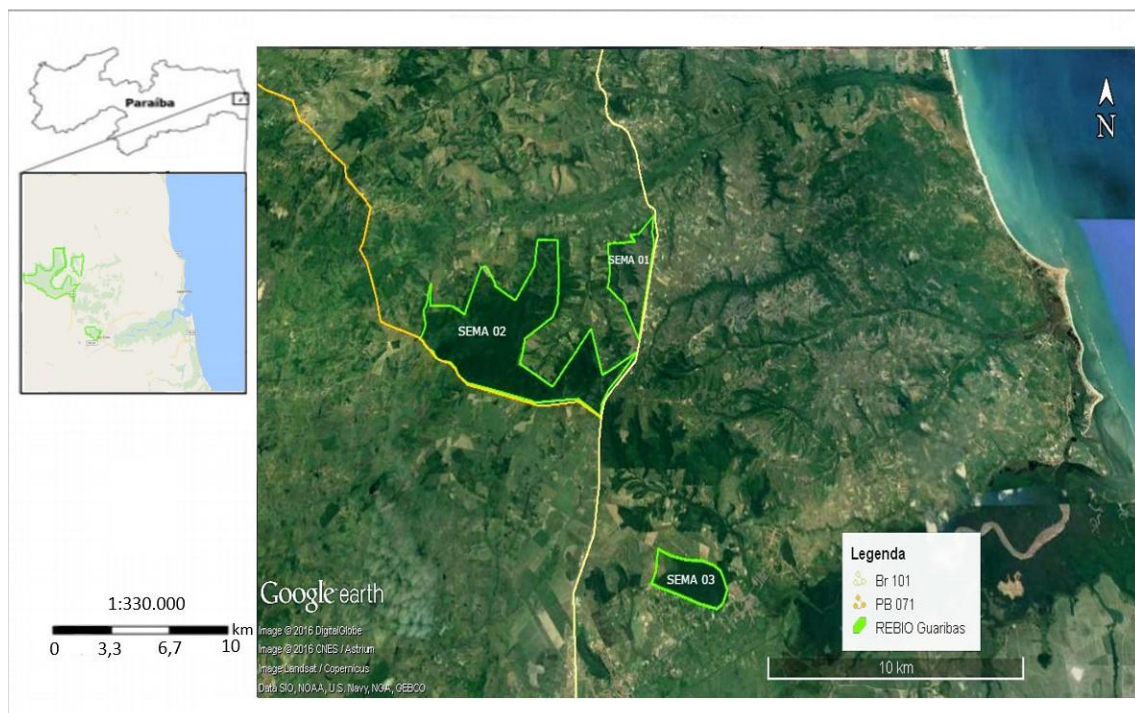 Paraíba
N
SEMA 01
SEMA 02
SEMA 03
1:330.000
km
0 3,3 6,7 10
Google earth
Image © 2016 DigitalGlobe
Image © 2016 CNES / Astrium
Image Landsat / Copernicus
Data SIO, NOAA, U.S. Navy, NGA, GEBCO
Legenda
Br 101
PB 071
REBIO Guaribas
10 km